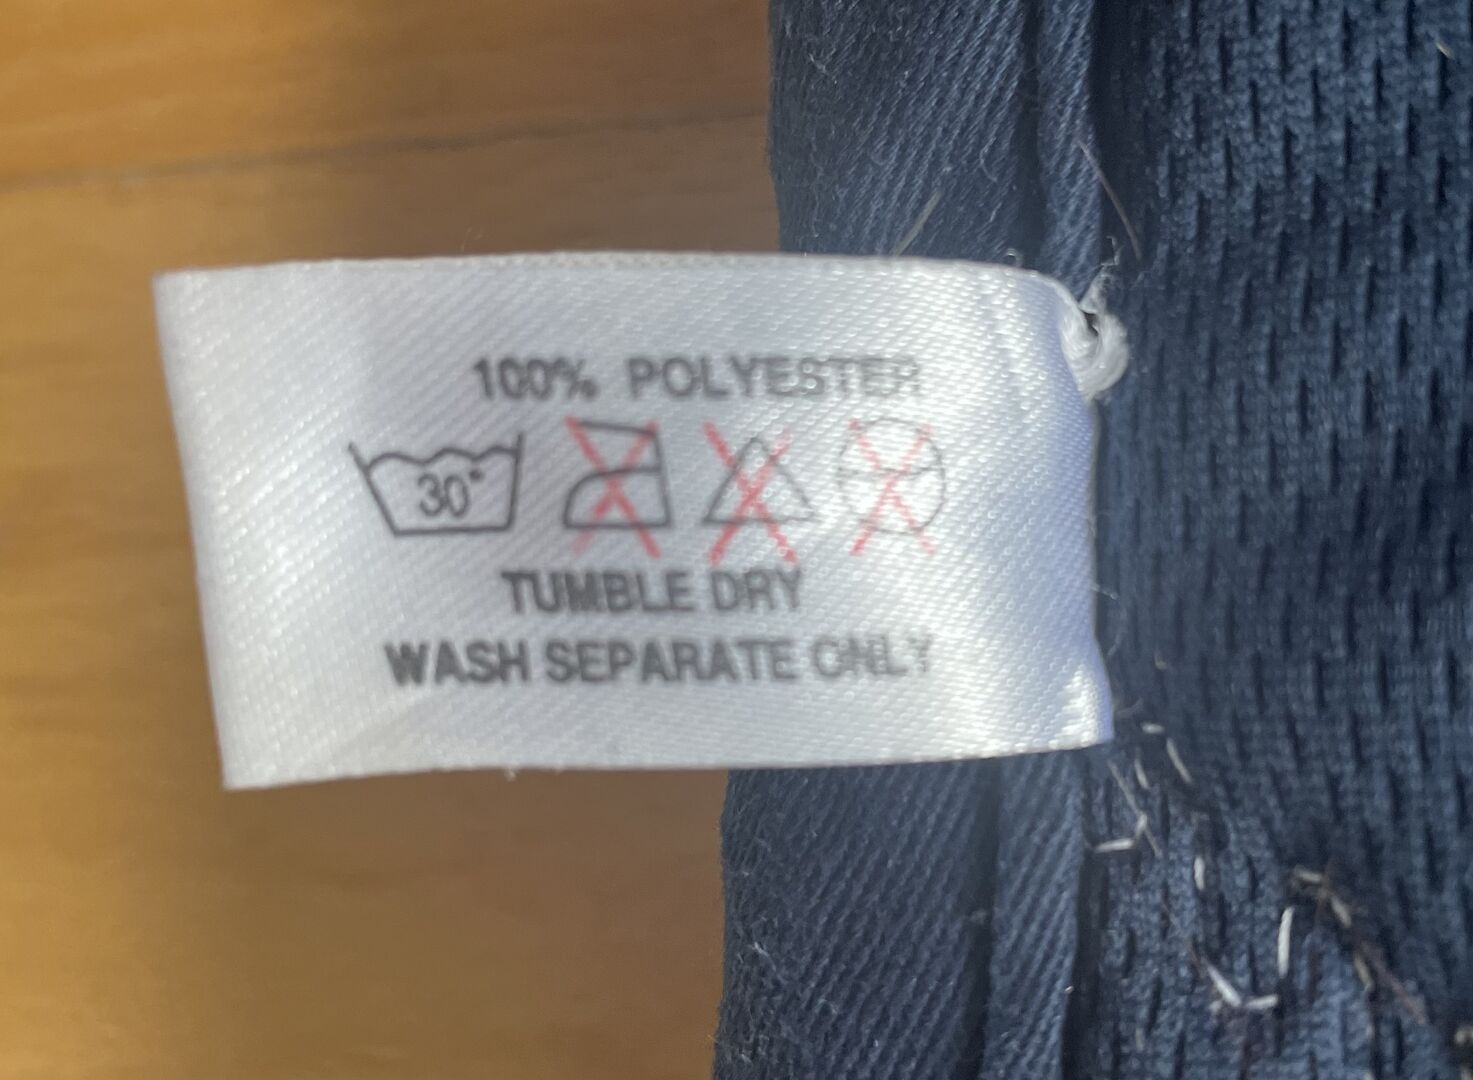 100% POLYESTER
30°
TUMBLE DRY
WASH SEPARATE ONLY